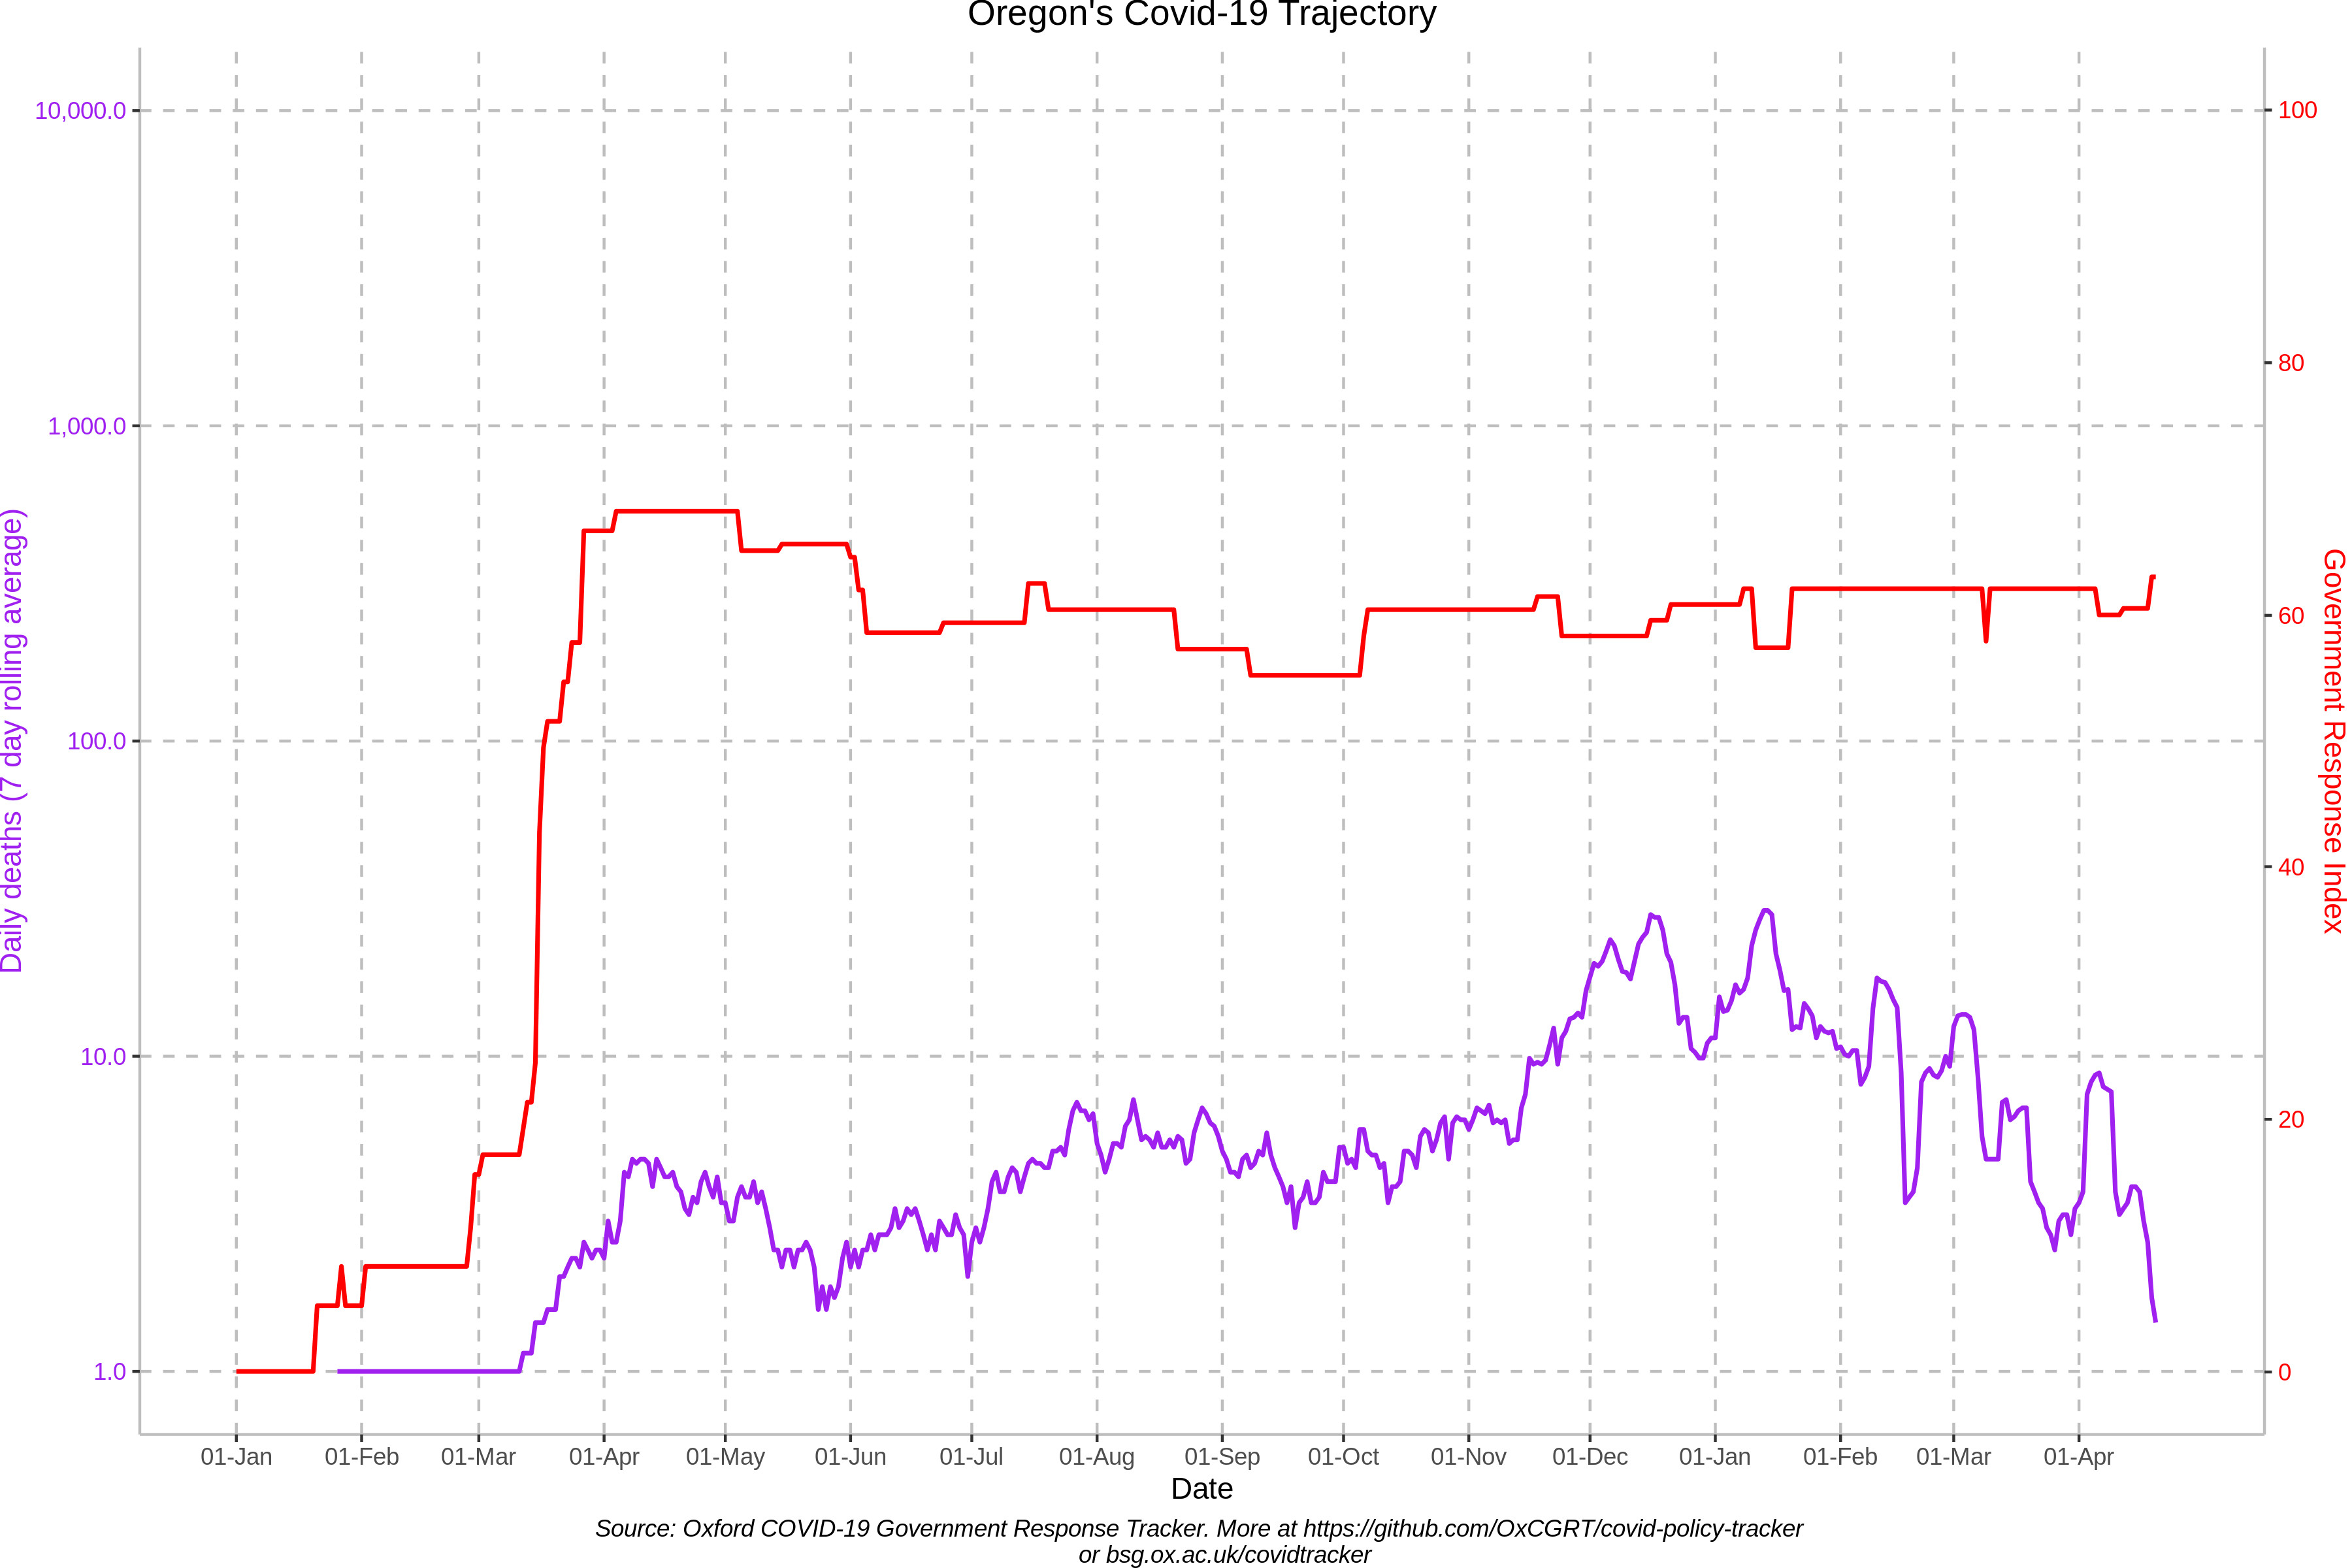 Oregon's Covid-19 Trajectory
10,000.0
1,000.0
100.0
10.0
1.0
Daily deaths (7 day rolling average)
100
80
60
40
20
0
Government Response Index
01-Jan 01-Feb 01-Mar 01-Apr 01-May 01-Jun 01-Jul 01-Aug 01-Sep 01-Oct 01-Nov 01-Dec 01-Jan 01-Feb 01-Mar 01-Apr
Date
Source: Oxford COVID-19 Government Response Tracker. More at https://github.com/OxCGRT/covid-policy-tracker
or bsg.ox.ac.uk/covidtracker